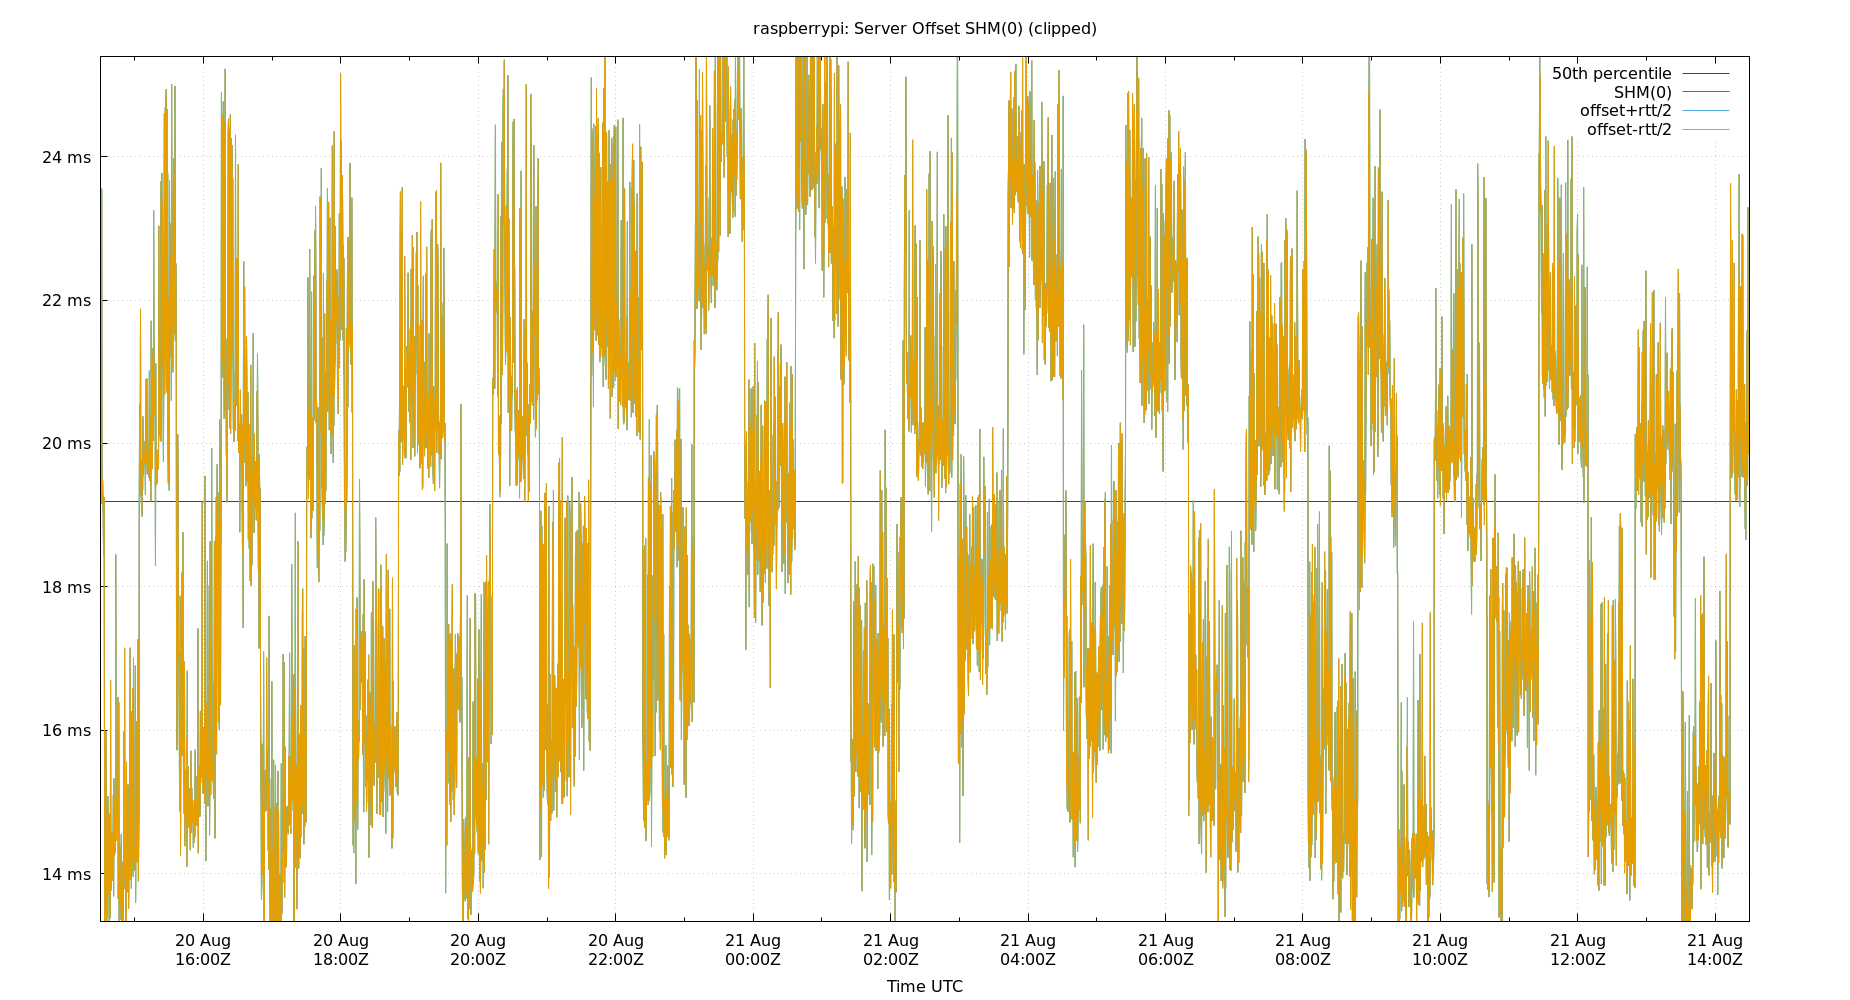 raspberrypi: Server Offset SHM(0) (clipped)
50th percentile
SHM(0)
offset+rtt/2
offset-rtt/2
24 ms
22 ms
20 ms
18 ms
16 ms
14 ms
20 Aug 20 Aug 20 Aug 20 Aug 21 Aug 21 Aug 21 Aug 21 Aug 21 Aug 21 Aug 21 Aug 21 Aug
16:00Z 18:00Z 20:00Z 22:00Z 00:00Z 02:00Z 04:00Z 06:00Z 08:00Z 10:00Z 12:00Z 14:00Z
Time UTC